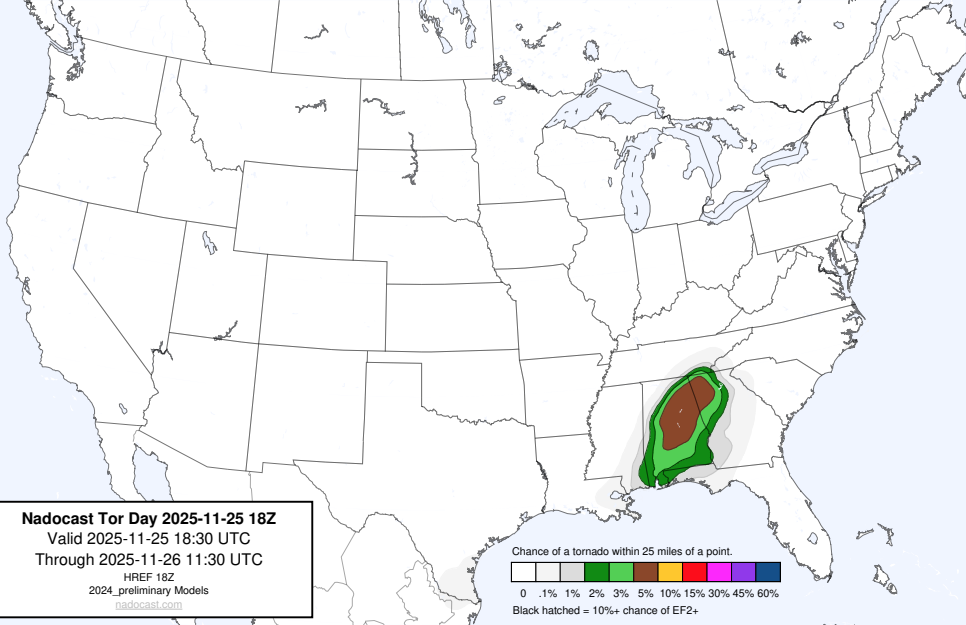 Nadocast Tor Day 2025-11-25 18Z
Valid 2025-11-25 18:30 UTC
Through 2025-11-26 11:30 UTC
HREF 18Z
2024_preliminary Models
nadocast.com
Chance of a tornado within 25 miles of a point.
0 .1% 1% 2% 3% 5% 10% 15% 30% 45% 60%
Black hatched = 10%+ chance of EF2+